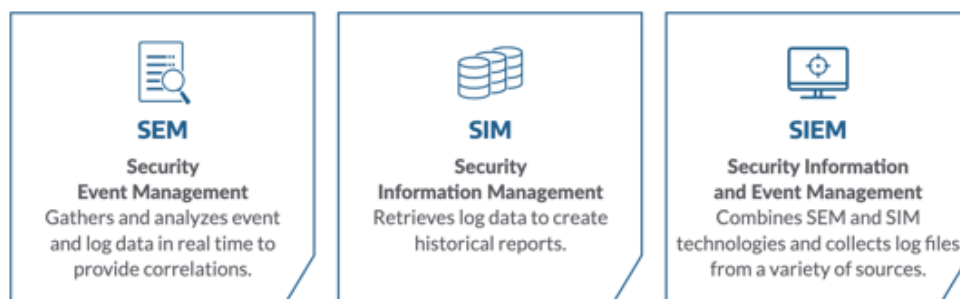 SEM
Security
Event Management
Gathers and analyzes event
and log data in real time to
provide correlations.
SIM
Security
Information Management
Retrieves log data to create
historical reports.
SIEM
Security Information
and Event Management
Combines SEM and SIM
technologies and collects log files
from a variety of sources.